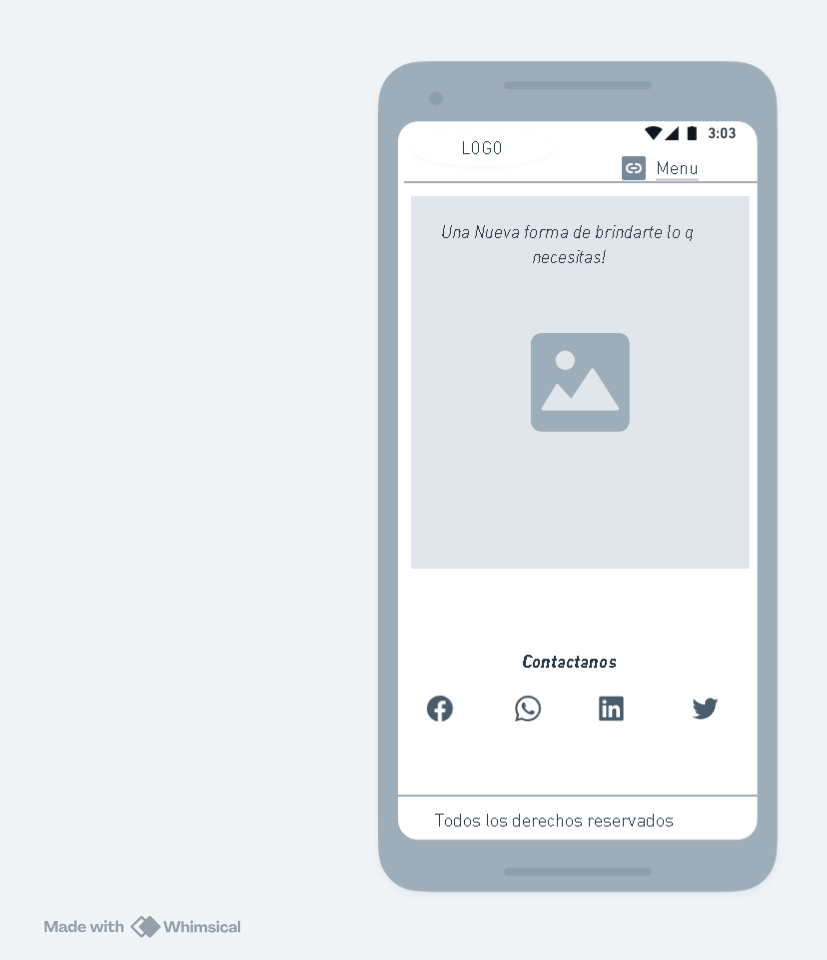 3:03
LOGO
Menu
Una Nueva forma de brindarte lo q
necesitas!
Contactanos
in
Todos los derechos reservados
Made with Whimsical